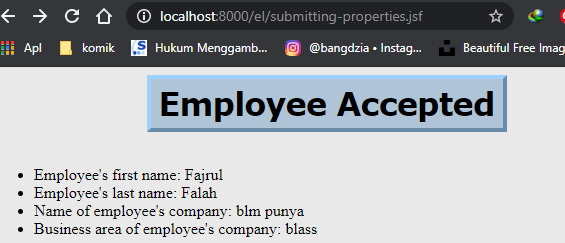 localhost:8000/el/submitting-properties.jsf
Apl komik Hukum Menggamb... @bangdzia • Instag... Beautiful Free Imag
Employee Accepted
Employee's first name: Fajrul
Employee's last name: Falah
Name of employee's company: blm punya
Business area of employee's company: blass